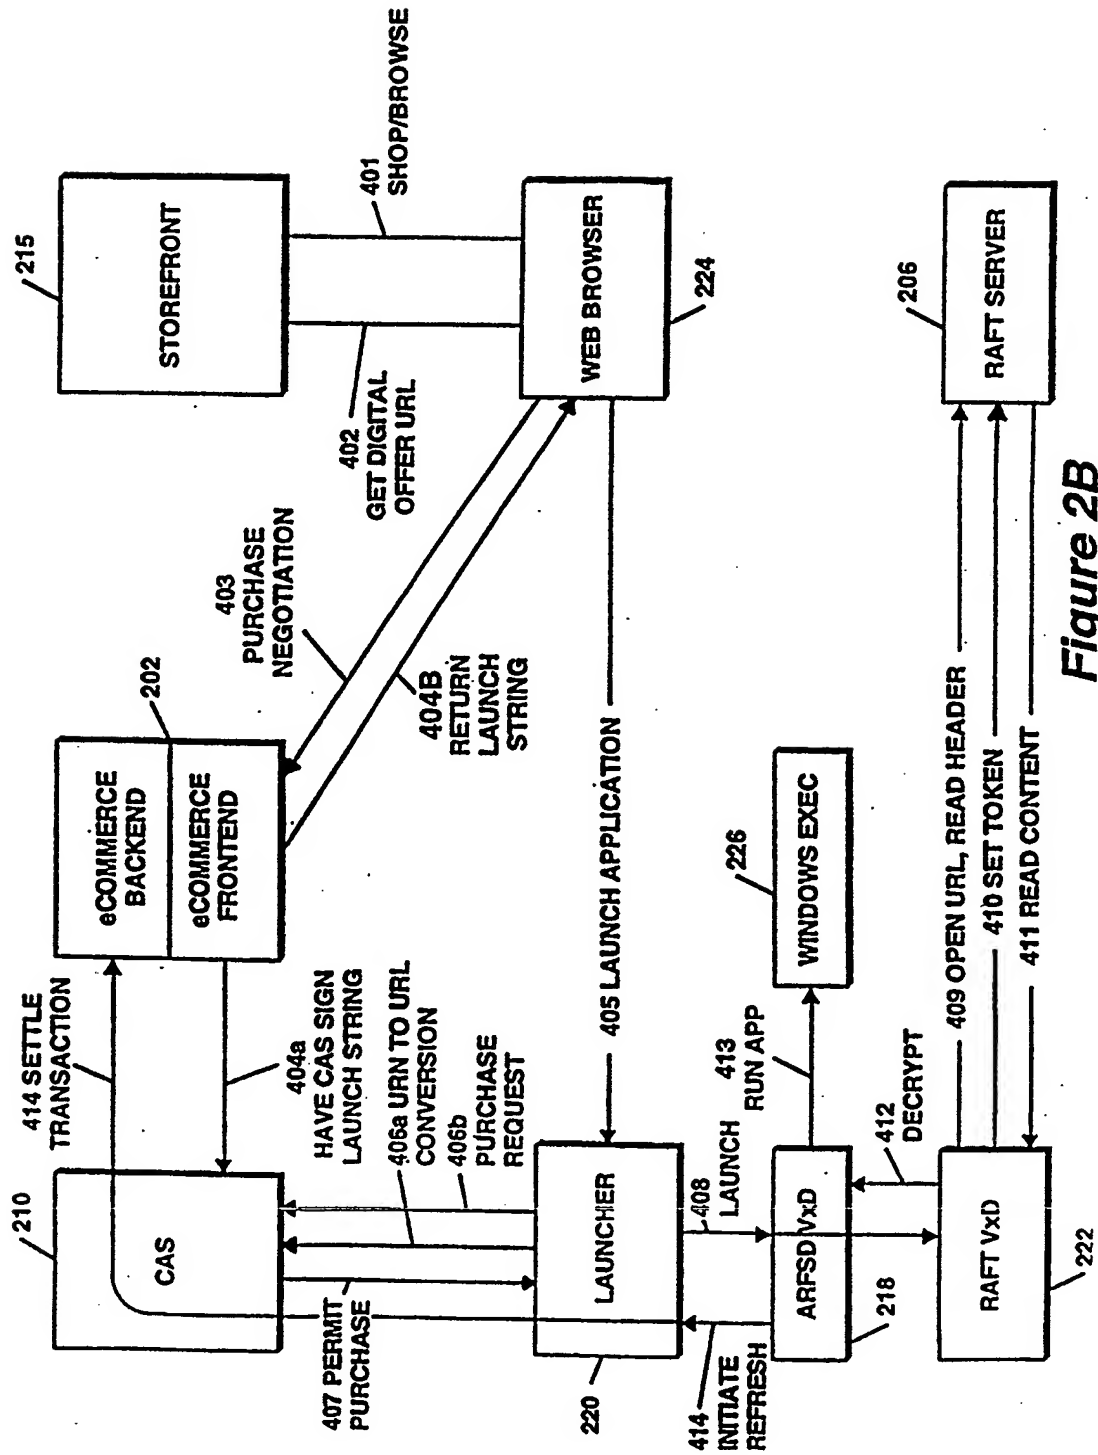 210
414 SETTLE
TRANSACTION
202
215
CAS
eCOMMERCE
BACKEND
eCOMMERCE
FRONTEND
STOREFRONT
404a
HAVE CAS SIGN
LAUNCH STRING
403
PURCHASE
NEGOTIATION
407 PERMIT
PURCHASE
406a URN TO URL
CONVERSION
406b
PURCHASE
REQUEST
404B
RETURN
LAUNCH
STRING
402
GET DIGITAL
OFFER URL
401
SHOP/BROWSE
LAUNCHER
220
405 LAUNCH APPLICATION
WEB BROWSER
224
414
INITIATE
REFRESH
408
LAUNCH
413
RUN APP
226
ARFSD VxD
218
WINDOWS EXEC
412
DECRYPT
206
RAFT VxD
222
409 OPEN URL, READ HEADER
410 SET TOKEN
411 READ CONTENT
RAFT SERVER
Figure 2B